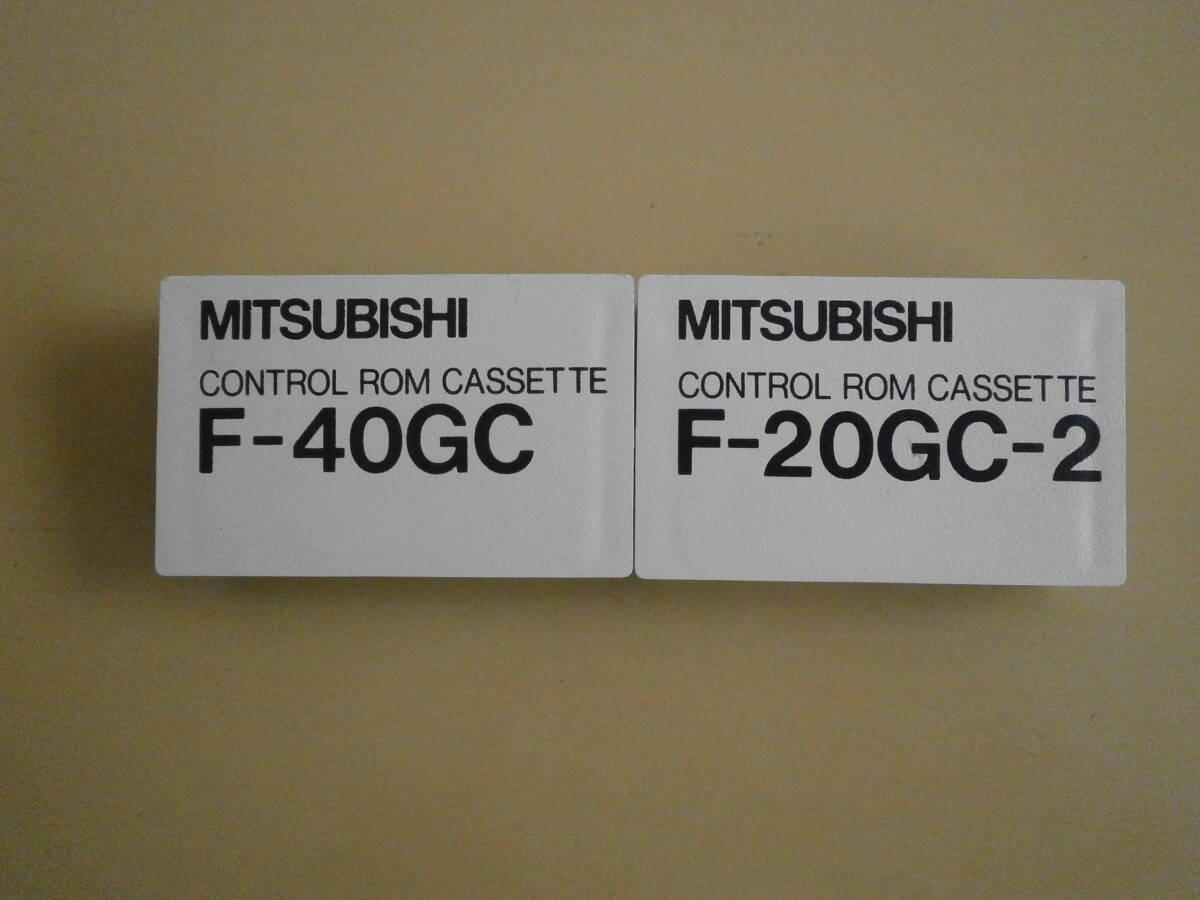 MITSUBISHI
CONTROL ROM CASSETTE
F-40GC
MITSUBISHI
CONTROL ROM CASSETTE
F-20GC-2